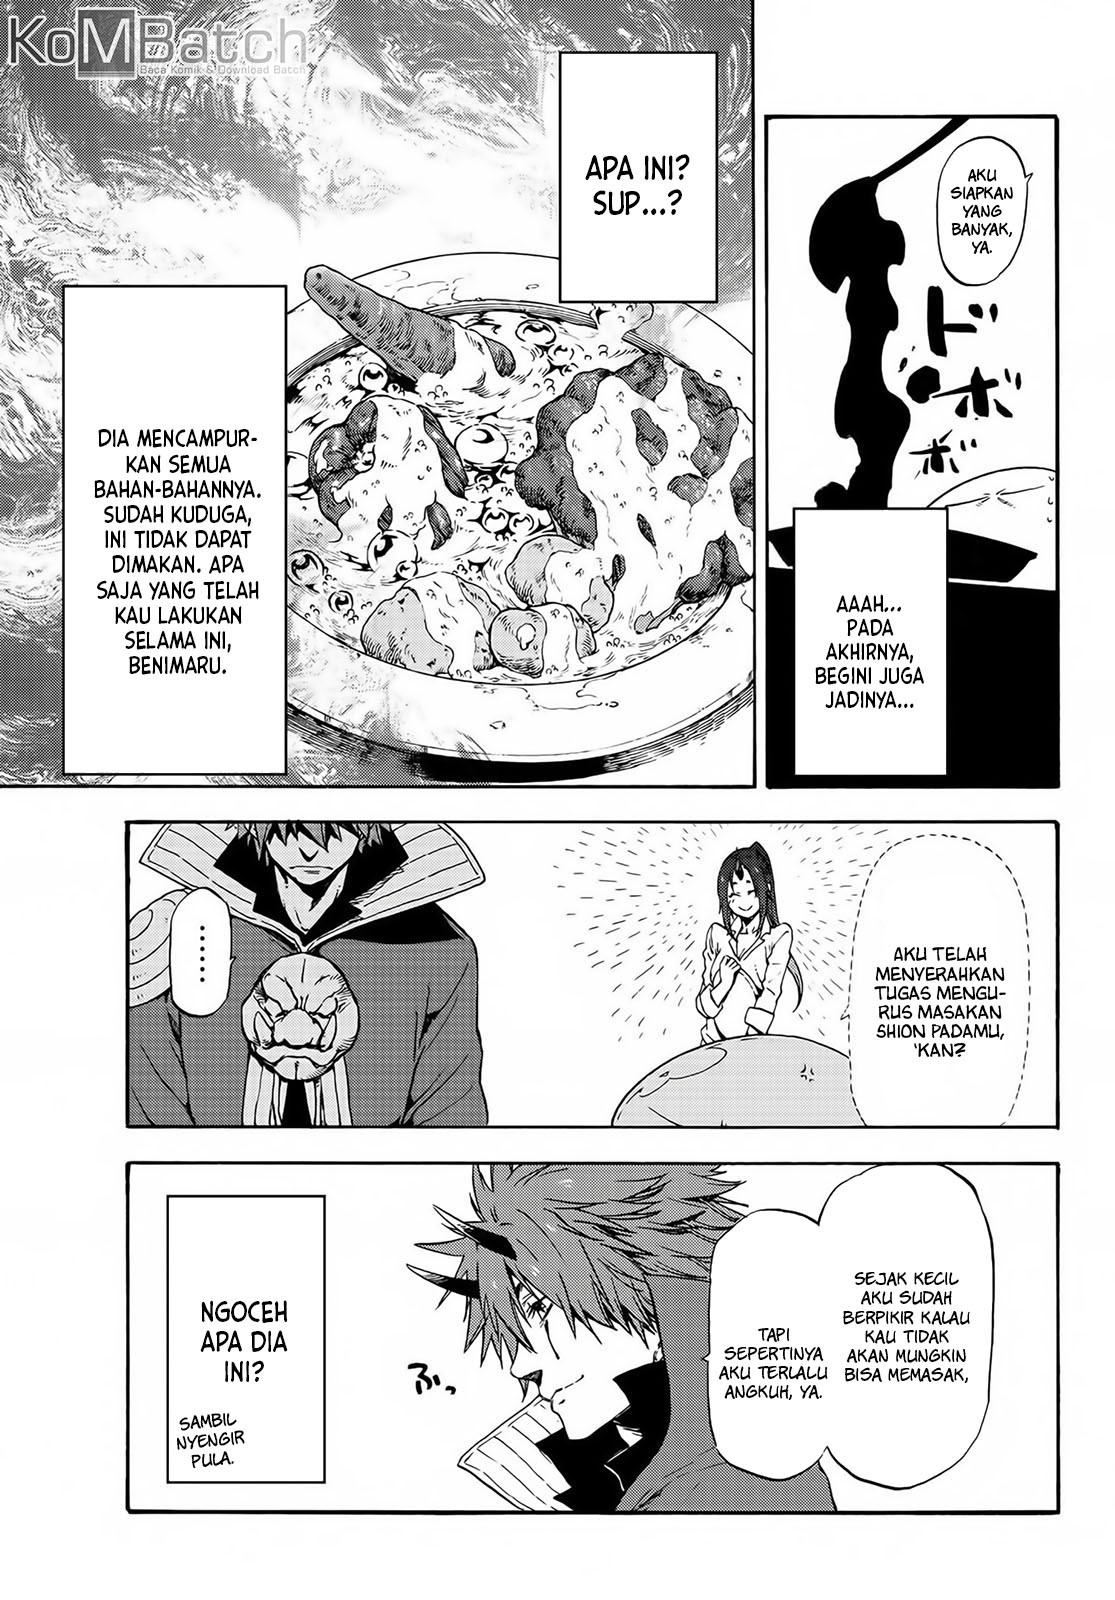 KoMBatch
Baca Komik & Download Batch
AKU
SIAPKAN
YANG
BANYAK,
YA.
ドボ
ボ
AAAH...
PADA
AKHIRNYA,
BEGINI JUGA
JADINYA...
APA INI?
SUP...?
DIA MENCAMPUR-
KAN SEMUA
BAHAN-BAHANNYA.
SUDAH KUDUGA,
INI TIDAK DAPAT
DIMAKAN. APA
SAJA YANG TELAH
KAU LAKUKAN
SELAMA INI,
BENIMARU.
AKU TELAH
MENYERAHKAN
TUGAS MENGU-
RUS MASAKAN
SHION PADAMU,
'KAN?
......
SEJAK KECIL
AKU SUDAH
BERPIKIR KALAU
KAU TIDAK
AKAN MUNGKIN
BISA MEMASAK,
TAPI
SEPERTINYA
AKU TERLALU
ANGKUH, YA.
ふっ
NGOCEH
APA DIA
INI?
SAMBIL
NYENGIR
PULA.